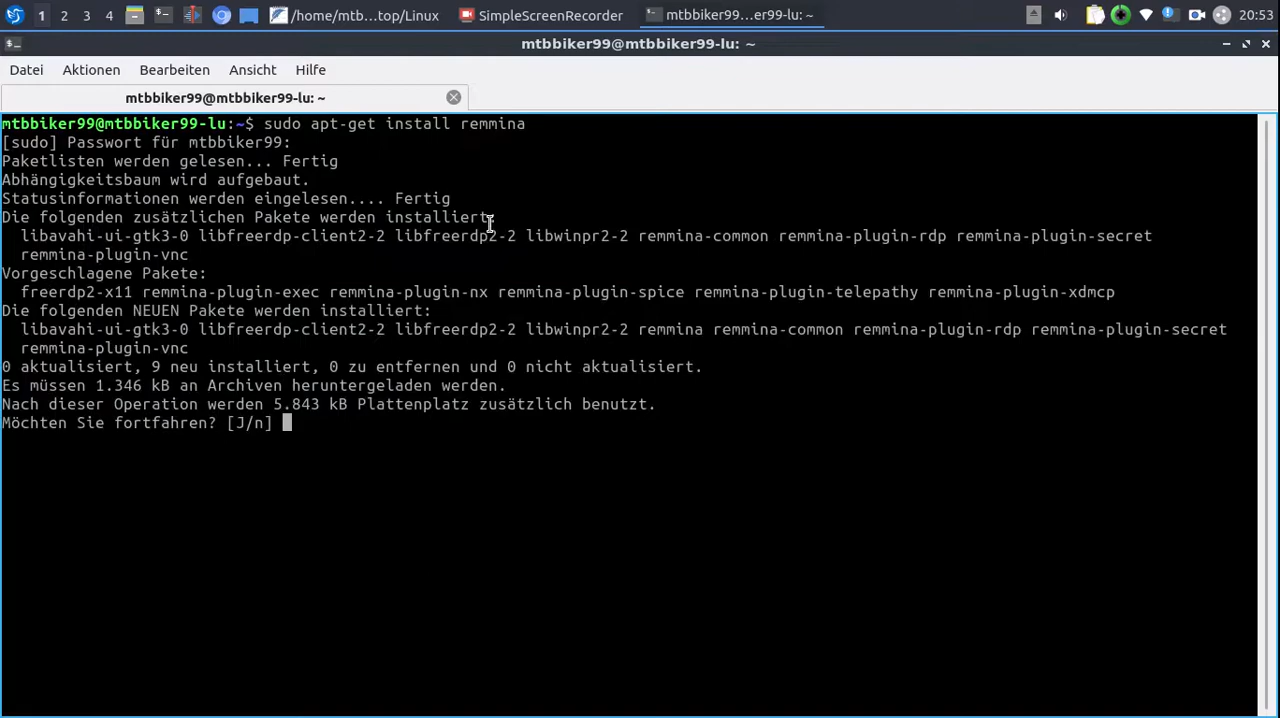 1 2 3 4 /home/mtb...top/Linux SimpleScreenRecorder mtbbiker99...er99-lu: ~ 20:53
mtbbiker99@mtbbiker99-lu: ~
Datei Aktionen Bearbeiten Ansicht Hilfe
mtbbiker99@mtbbiker99-lu: ~
mtbbiker99@mtbbiker99-lu:~$ sudo apt-get install remmina
[sudo] Passwort für mtbbiker99:
Paketlisten werden gelesen... Fertig
Abhängigkeitsbaum wird aufgebaut.
Statusinformationen werden eingelesen.... Fertig
Die folgenden zusätzlichen Pakete werden installiert:
libavahi-ui-gtk3-0 libfreerdp-client2-2 libfreerdp2-2 libwinpr2-2 remmina-common remmina-plugin-rdp remmina-plugin-secret
remmina-plugin-vnc
Vorgeschlagene Pakete:
freerdp2-x11 remmina-plugin-exec remmina-plugin-nx remmina-plugin-spice remmina-plugin-telepathy remmina-plugin-xdmcp
Die folgenden NEUEN Pakete werden installiert:
libavahi-ui-gtk3-0 libfreerdp-client2-2 libfreerdp2-2 libwinpr2-2 remmina remmina-common remmina-plugin-rdp remmina-plugin-secret
remmina-plugin-vnc
0 aktualisiert, 9 neu installiert, 0 zu entfernen und 0 nicht aktualisiert.
Es müssen 1.346 kB an Archiven heruntergeladen werden.
Nach dieser Operation werden 5.843 kB Plattenplatz zusätzlich benutzt.
Möchten Sie fortfahren? [J/n]